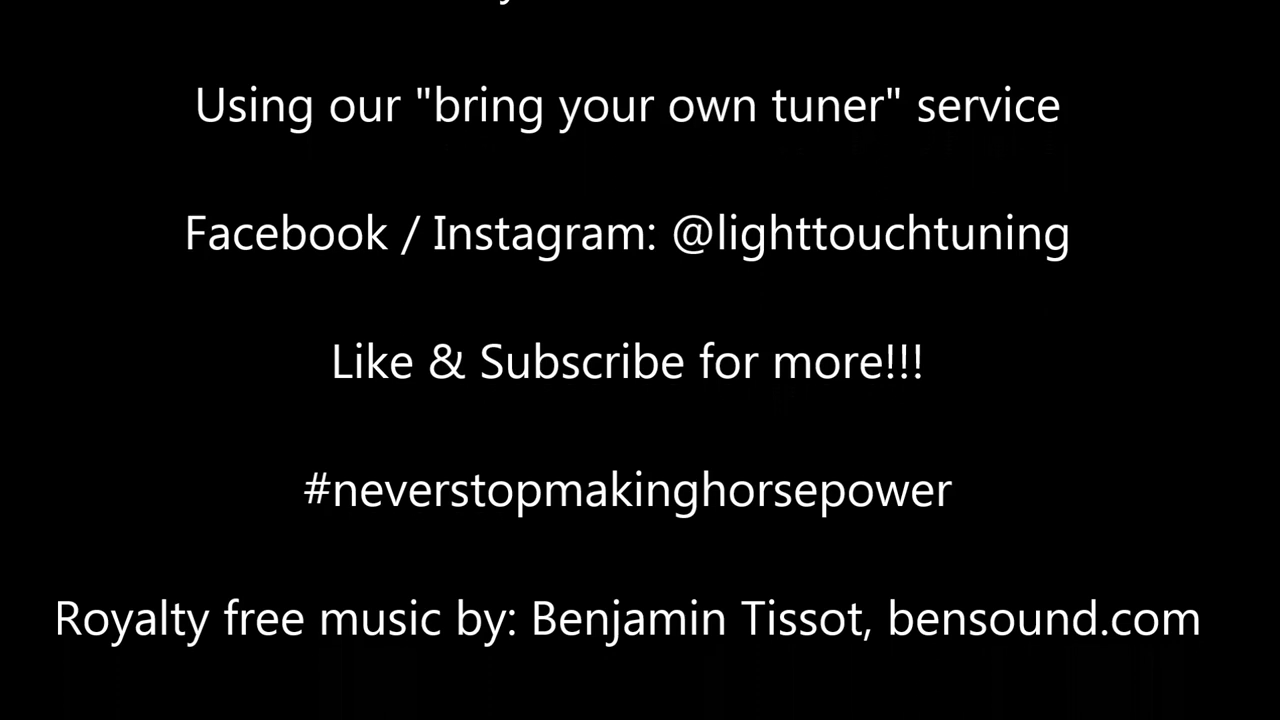 Using our "bring your own tuner" service
Facebook / Instagram: @lighttouchtuning
Like & Subscribe for more!!!
#neverstopmakinghorsepower
Royalty free music by: Benjamin Tissot, bensound.com